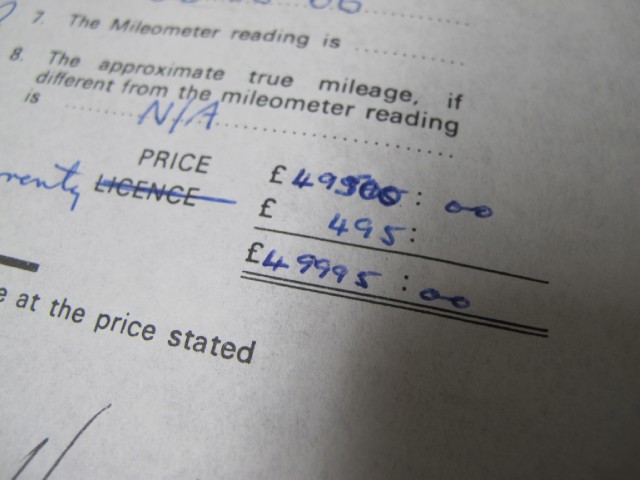 7. The Mileometer reading is
8. The approximate true mileage, if
different from the mileometer reading
is N/A
PRICE £ 49500 : 00
LICENCE £ 495 :
£ 49995 : 00
at the price stated